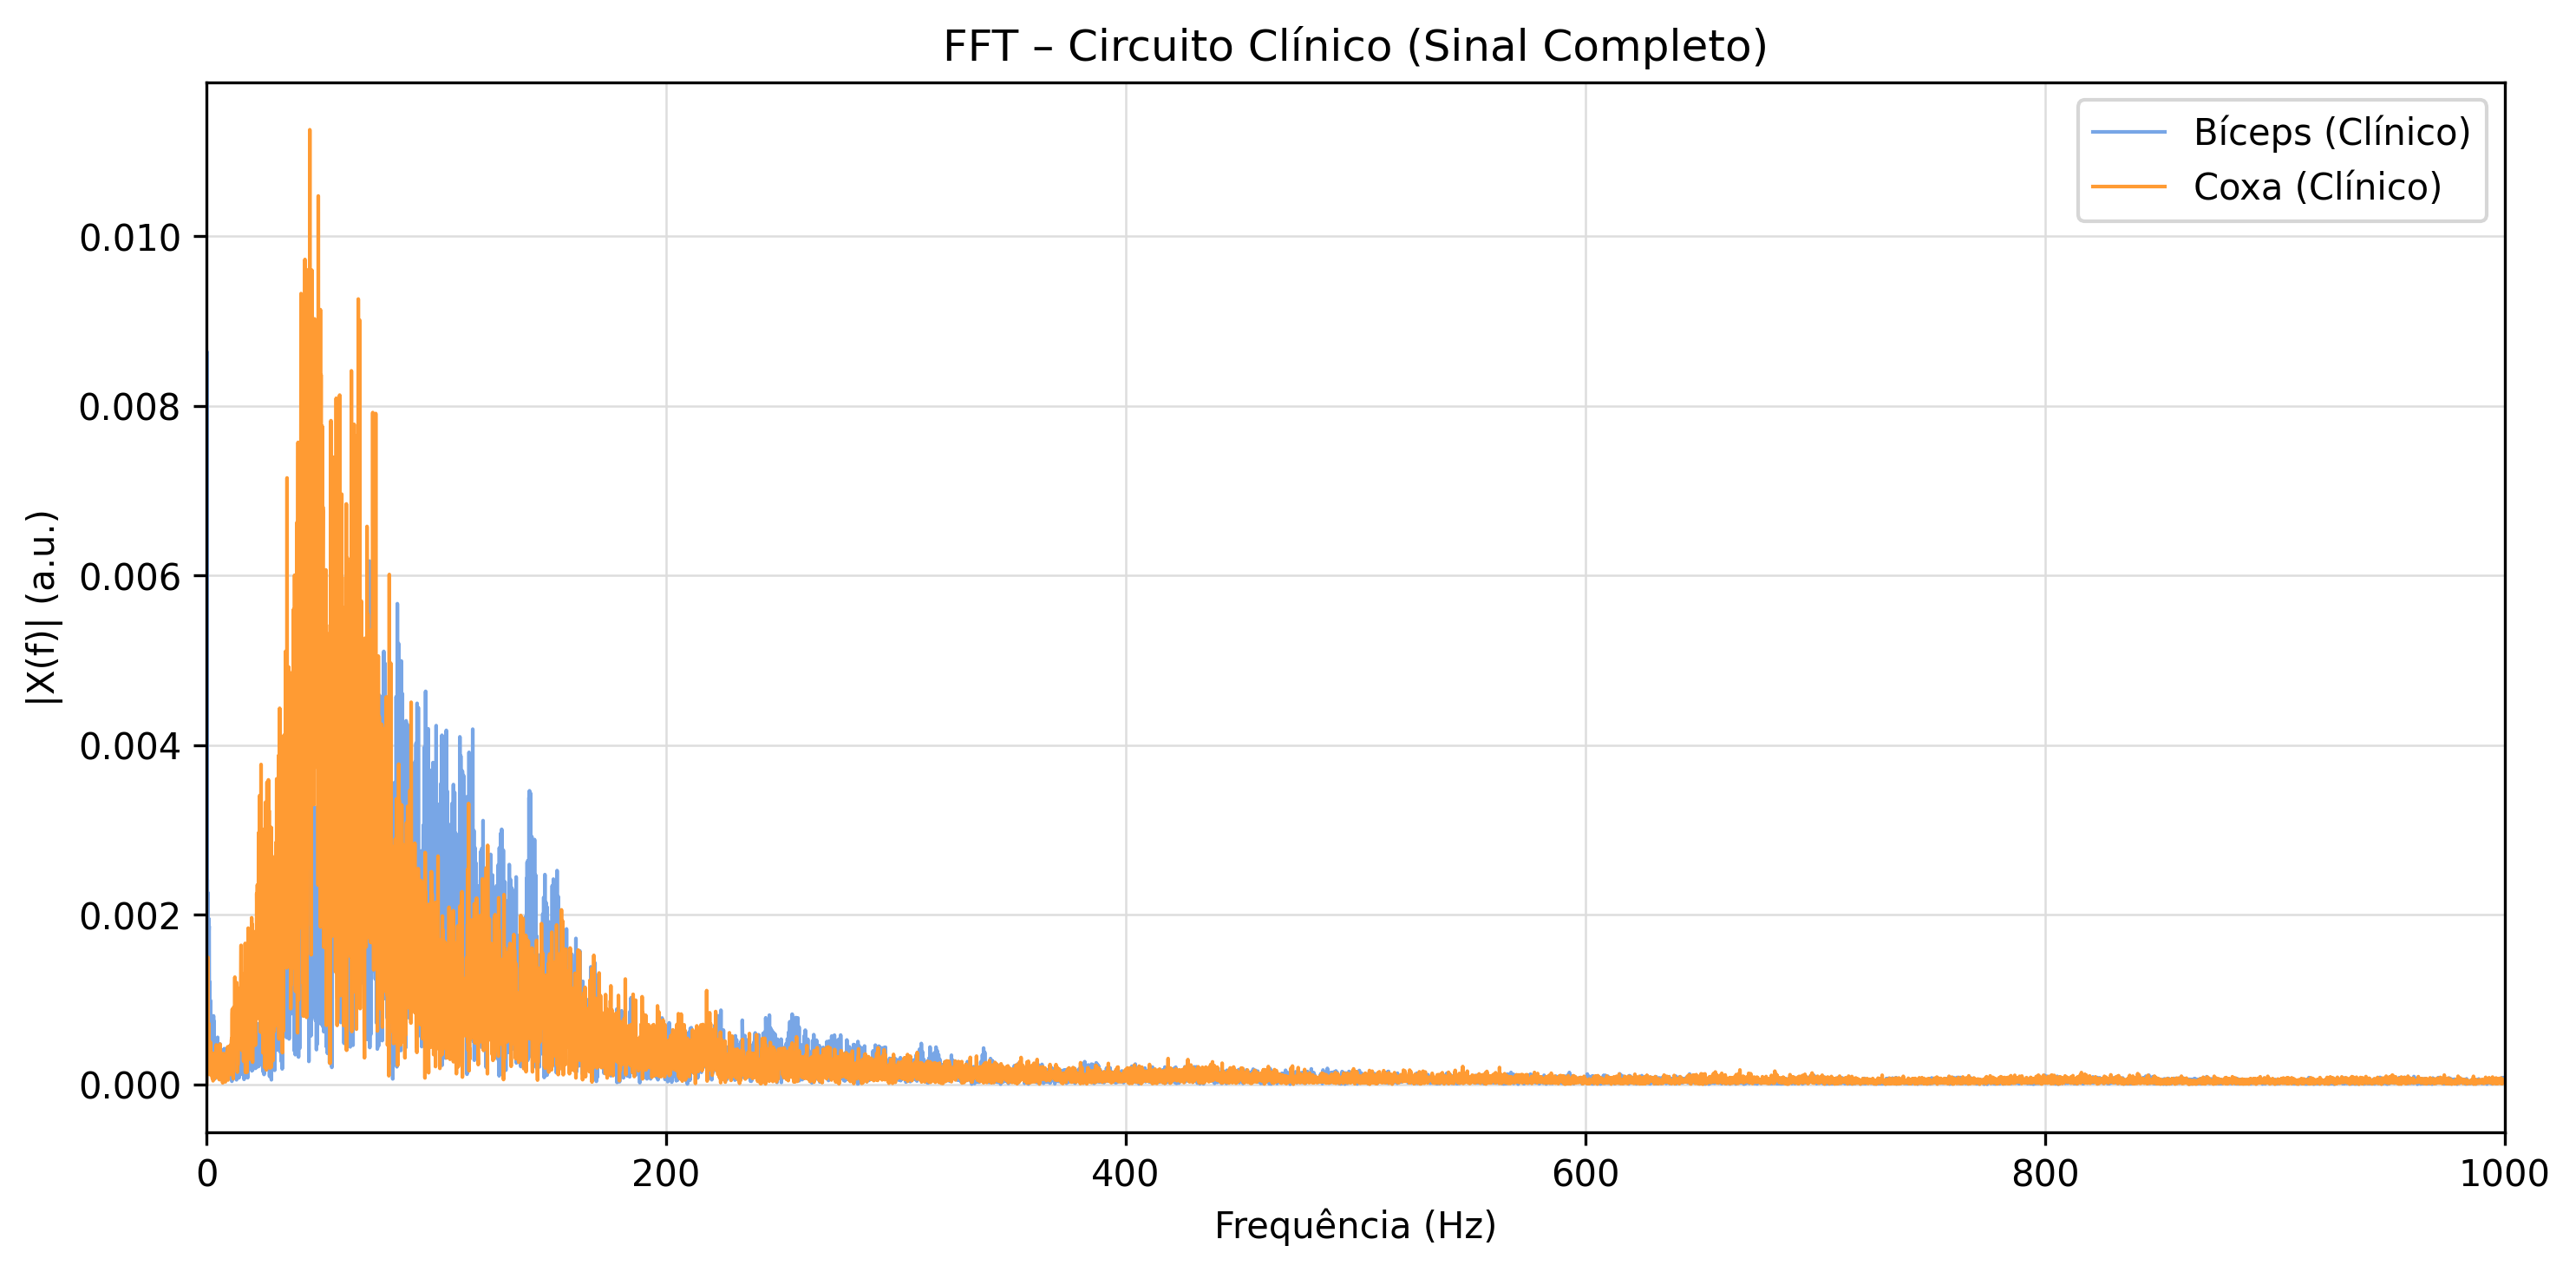 FFT – Circuito Clínico (Sinal Completo)
Bíceps (Clínico)
Coxa (Clínico)
0.010
0.008
0.006
0.004
0.002
0.000
|X(f)| (a.u.)
0 200 400 600 800 1000
Frequência (Hz)